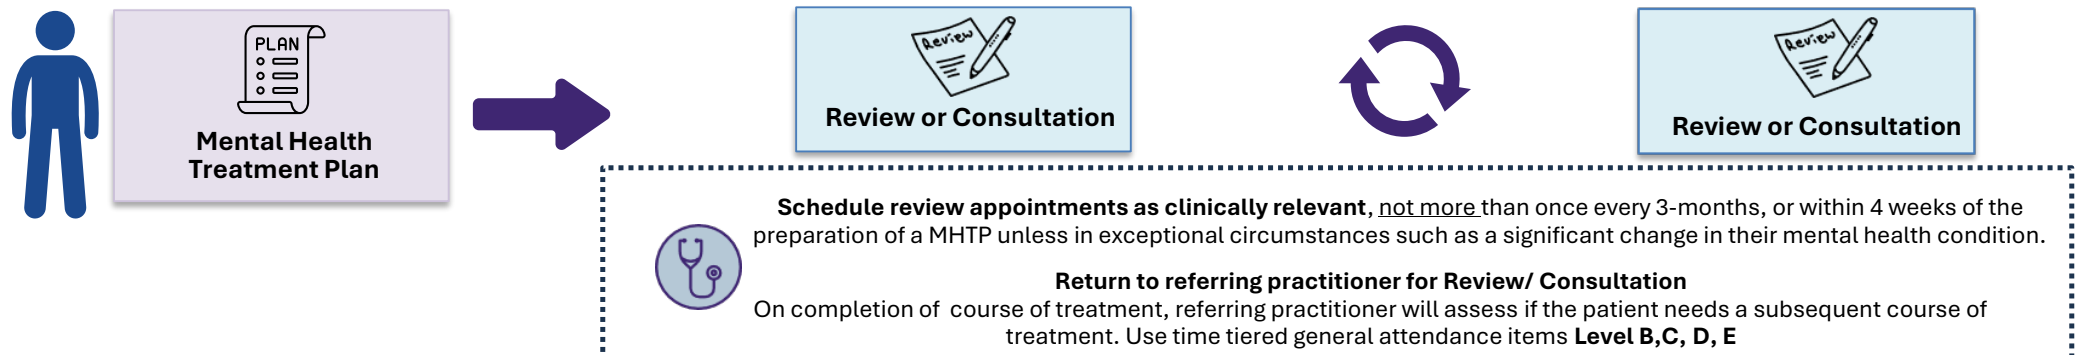 PLAN
Mental Health
Treatment Plan
Review
Review or Consultation
Review
Review or Consultation
Schedule review appointments as clinically relevant, not more than once every 3-months, or within 4 weeks of the
preparation of a MHTP unless in exceptional circumstances such as a significant change in their mental health condition.
Return to referring practitioner for Review/ Consultation
On completion of course of treatment, referring practitioner will assess if the patient needs a subsequent course of
treatment. Use time tiered general attendance items Level B,C, D, E